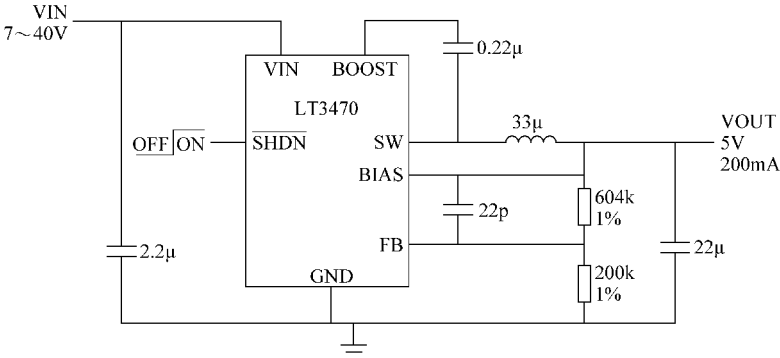 VIN
7～40V
VIN
BOOST
0.22μ
LT3470
OFF ON
SHDN
SW
33μ
VOUT
5V
200mA
BIAS
22p
604k
1%
FB
2.2μ
22μ
200k
1%
GND